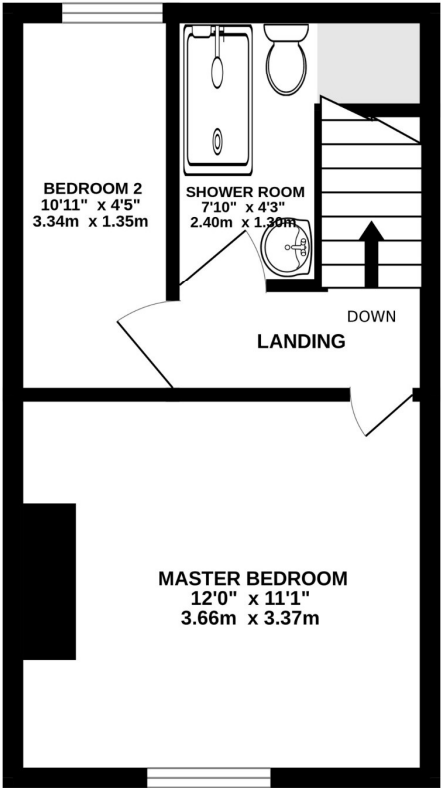 BEDROOM 2
10'11" x 4'5"
3.34m x 1.35m
SHOWER ROOM
7'10" x 4'3"
2.40m x 1.30m
DOWN
LANDING
MASTER BEDROOM
12'0" x 11'1"
3.66m x 3.37m